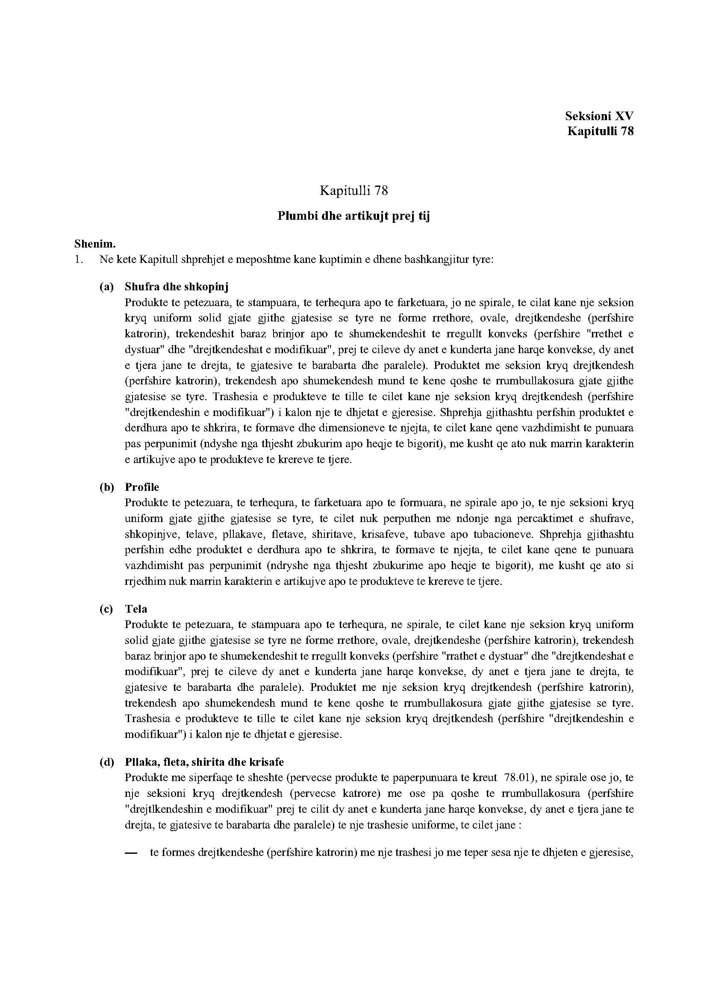 Seksioni XV
Kapitulli 78
Kapitulli 78
Plumbi dhe artikujt prej tij
Shenim.
1. Ne kete Kapitull shprehjet e meposhtme kane kuptimin e dhene bashkangjitur tyre:
(a) Shufra dhe shkopinj
Produkte te petezuara, te stampuara, te terhequra apo te farketuara, jo ne spirale, te cilat kane nje seksion
kryq uniform solid gjate gjithe gjatesise se tyre ne forme rrethore, ovale, drejtkendeshe (perfshire
katrorin), trekendeshit baraz brinjor apo te shumekendeshit te rregullt konveks (perfshire "rrethet e
dystuar" dhe "drejtkendeshat e modifikuar", prej te cileve dy anet e kunderta jane harqe konvekse, dy anet
e tjera jane te drejta, te gjatesive te barabarta dhe paralele). Produktet me seksion kryq drejtkendesh
(perfshire katrorin), trekendesh apo shumekendesh mund te kene qoshe te rrumbullakosura gjate gjithe
gjatesise se tyre. Trashesia e produkteve te tille te cilet kane nje seksion kryq drejtkendesh (perfshire
"drejtkendeshin e modifikuar") i kalon nje te dhjetat e gjeresise. Shprehja gjithashtu perfshin produktet e
derdhura apo te shkrira, te formave dhe dimensioneve te njejta, te cilet kane qene vazhdimisht te punuara
pas perpunimit (ndyshe nga thjesht zbukurim apo heqje te bigorit), me kusht qe ato nuk marrin karakterin
e artikujve apo te produkteve te krereve te tjere.
(b) Profile
Produkte te petezuara, te terhequra, te farketuara apo te formuara, ne spirale apo jo, te nje seksioni kryq
uniform gjate gjithe gjatesise se tyre, te cilet nuk perputhen me ndonje nga percaktimet e shufrave,
shkopinjve, telave, pllakave, fletave, shiritave, krisafeve, tubave apo tubacioneve. Shprehja gjithashtu
perfshin edhe produktet e derdhura apo te shkrira, te formave te njejta, te cilet kane qene te punuara
vazhdimisht pas perpunimit (ndryshe nga thjesht zbukurime apo heqje te bigorit), me kusht qe ato si
rrjedhim nuk marrin karakterin e artikujve apo te produkteve te krereve te tjere.
(c) Tela
Produkte te petezuara, te stampuara apo te terhequra, ne spirale, te cilet kane nje seksion kryq uniform
solid gjate gjithe gjatesise se tyre ne forme rrethore, ovale, drejtkendeshe (perfshire katrorin), trekendesh
baraz brinjor apo te shumekendeshit te rregullt konveks (perfshire "rrathet e dystuar" dhe "drejtkendeshat e
modifikuar", prej te cileve dy anet e kunderta jane harqe konvekse, dy anet e tjera jane te drejta, te
gjatesive te barabarta dhe paralele). Produktet me nje seksion kryq drejtkendesh (perfshire katrorin),
trekendesh apo shumekendesh mund te kene qoshe te rrumbullakosura gjate gjithe gjatesise se tyre.
Trashesia e produkteve te tille te cilet kane nje seksion kryq drejtkendesh (perfshire "drejtkendeshin e
modifikuar") i kalon nje te dhjetat e gjeresise.
(d) Pllaka, fleta, shirita dhe krisafe
Produkte me siperfaqe te sheshte (pervecse produkte te paperpunuara te kreut 78.01), ne spirale ose jo, te
nje seksioni kryq drejtkendesh (pervecse katrore) me ose pa qoshe te rrumbullakosura (perfshire
"drejtlkendeshin e modifikuar" prej te cilit dy anet e kunderta jane harqe konvekse, dy anet e tjera jane te
drejta, te gjatesive te barabarta dhe paralele) te nje trashesie uniforme, te cilet jane :
— te formes drejtkendeshe (perfshire katrorin) me nje trashesi jo me teper sesa nje te dhjeten e gjeresise,